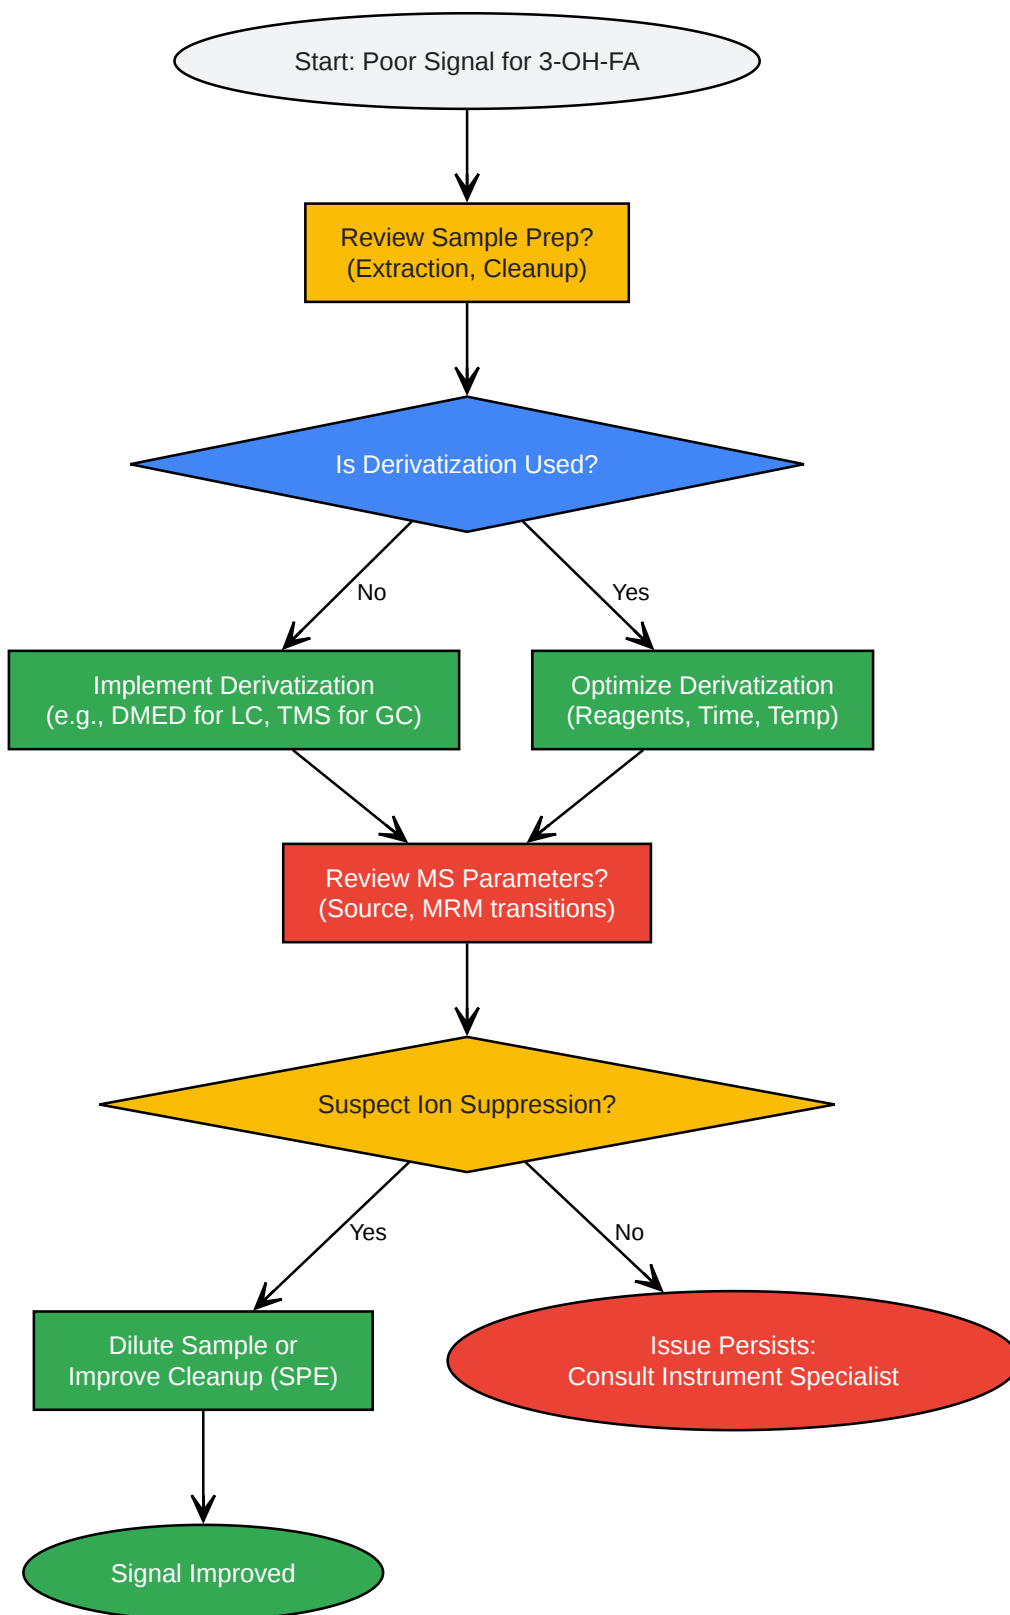 Start: Poor Signal for 3-OH-FA
Review Sample Prep?
(Extraction, Cleanup)
Is Derivatization Used?
No
Yes
Implement Derivatization
(e.g., DMED for LC, TMS for GC)
Optimize Derivatization
(Reagents, Time, Temp)
Review MS Parameters?
(Source, MRM transitions)
Suspect Ion Suppression?
Yes
No
Dilute Sample or
Improve Cleanup (SPE)
Issue Persists:
Consult Instrument Specialist
Signal Improved